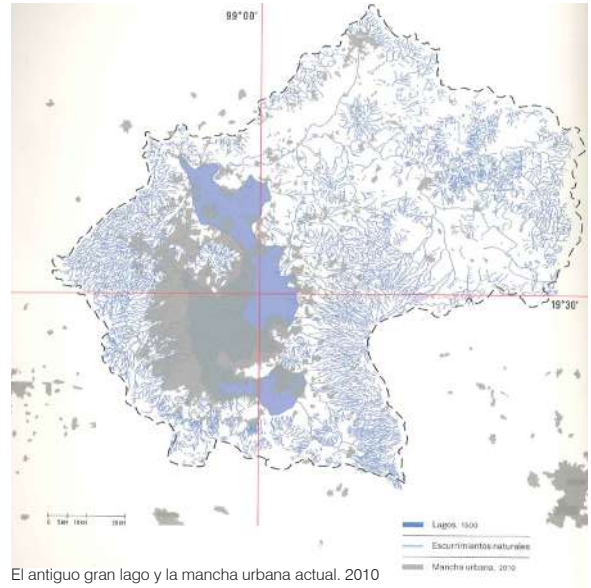 99°00'
19°30'
Lagos, 1500
Escurrimientos naturales
Mancha urbana, 2010
El antiguo gran lago y la mancha urbana actual. 2010